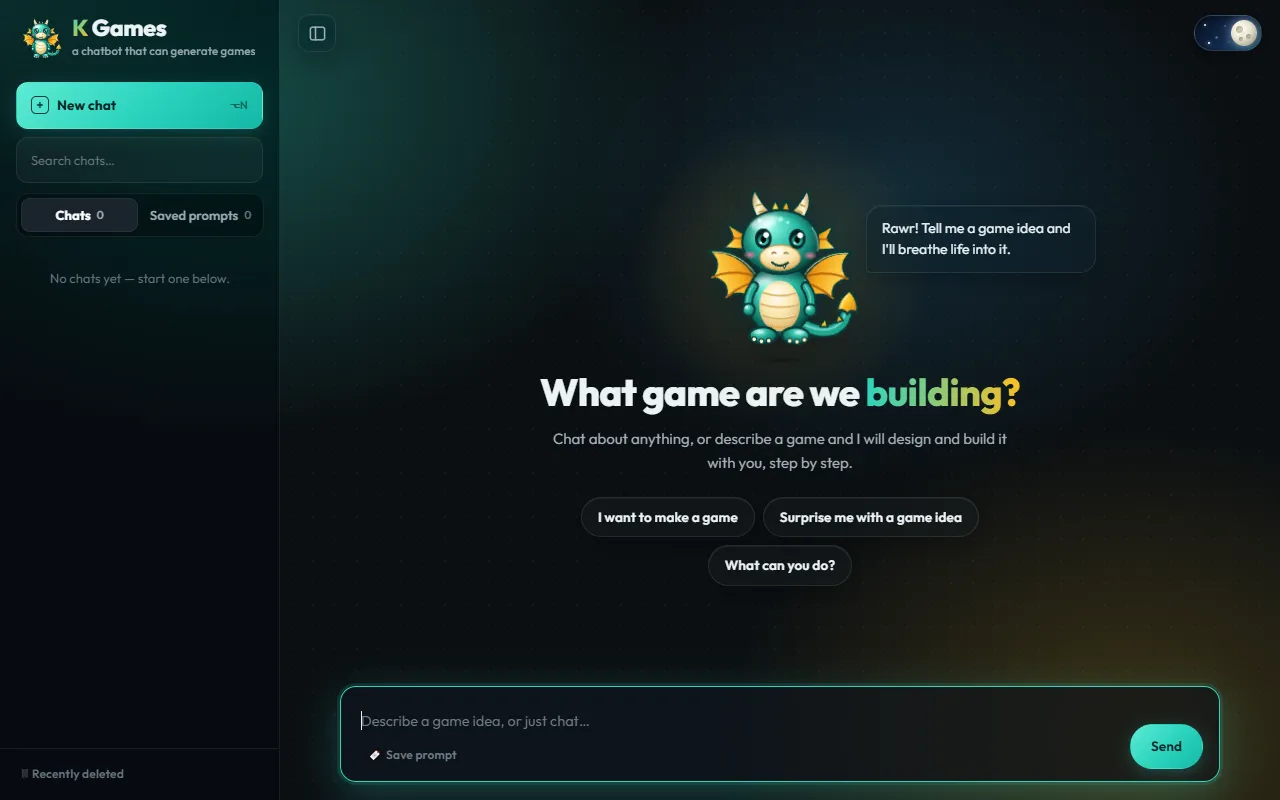 K Games
a chatbot that can generate games
New chat
⌥N
Search chats…
Chats 0
Saved prompts 0
No chats yet — start one below.
Recently deleted
Rawr! Tell me a game idea and
I'll breathe life into it.
What game are we building?
Chat about anything, or describe a game and I will design and build it
with you, step by step.
I want to make a game
Surprise me with a game idea
What can you do?
Describe a game idea, or just chat…
Save prompt
Send